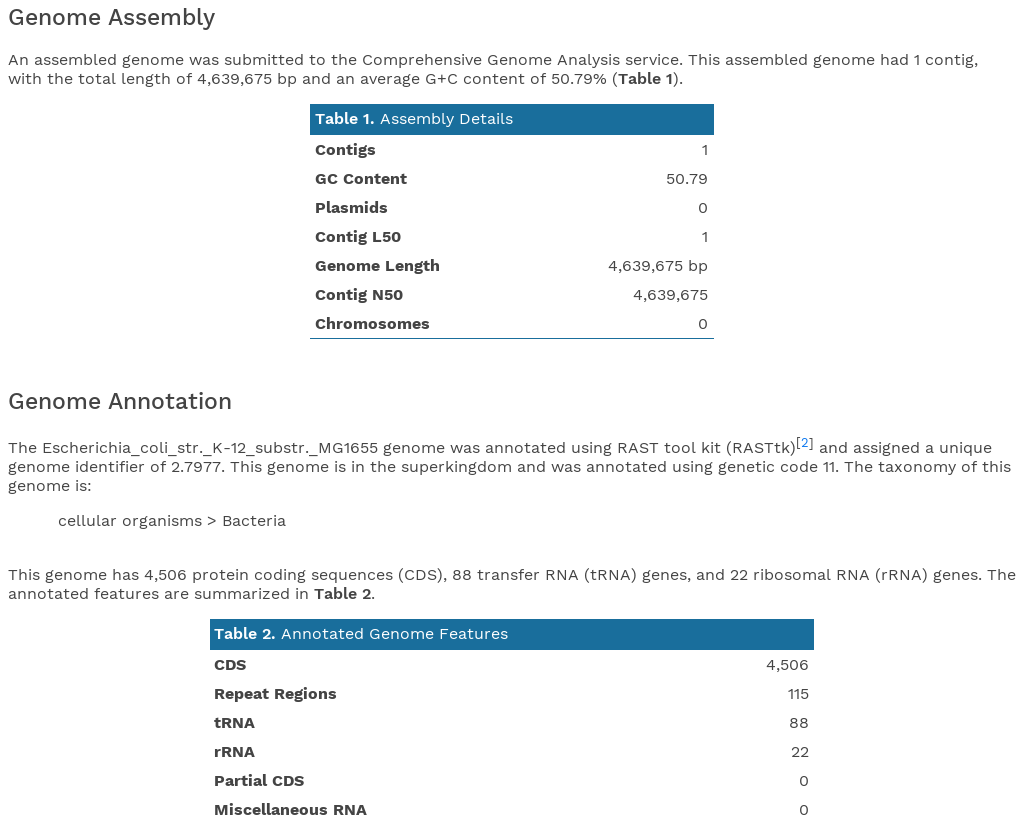 Genome Assembly
An assembled genome was submitted to the Comprehensive Genome Analysis service. This assembled genome had 1 contig,
with the total length of 4,639,675 bp and an average G+C content of 50.79% (Table 1).
Table 1. Assembly Details
Contigs 1
GC Content 50.79
Plasmids 0
Contig L50 1
Genome Length 4,639,675 bp
Contig N50 4,639,675
Chromosomes 0
Genome Annotation
The Escherichia_coli_str._K-12_substr._MG1655 genome was annotated using RAST tool kit (RASTtk)[2] and assigned a unique
genome identifier of 2.7977. This genome is in the superkingdom and was annotated using genetic code 11. The taxonomy of this
genome is:
cellular organisms > Bacteria
This genome has 4,506 protein coding sequences (CDS), 88 transfer RNA (tRNA) genes, and 22 ribosomal RNA (rRNA) genes. The
annotated features are summarized in Table 2.
Table 2. Annotated Genome Features
CDS 4,506
Repeat Regions 115
tRNA 88
rRNA 22
Partial CDS 0
Miscellaneous RNA 0